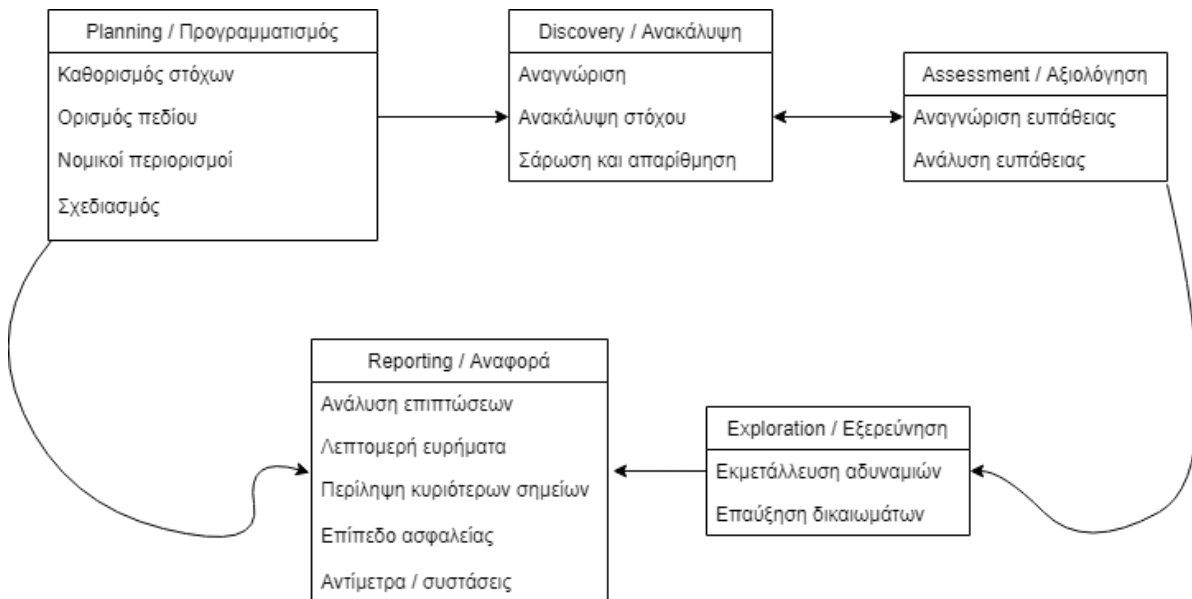 Planning / Προγραμματισμός
Καθορισμός στόχων
Ορισμός πεδίου
Νομικοί περιορισμοί
Σχεδιασμός
Discovery / Ανακάλυψη
Αναγνώριση
Ανακάλυψη στόχου
Σάρωση και απαρίθμηση
Assessment / Αξιολόγηση
Αναγνώριση ευπάθειας
Ανάλυση ευπάθειας
Reporting / Αναφορά
Ανάλυση επιπτώσεων
Λεπτομερή ευρήματα
Περίληψη κυριότερων σημείων
Επίπεδο ασφαλείας
Αντίμετρα / συστάσεις
Exploration / Εξερεύνηση
Εκμετάλλευση αδυναμιών
Επαύξηση δικαιωμάτων